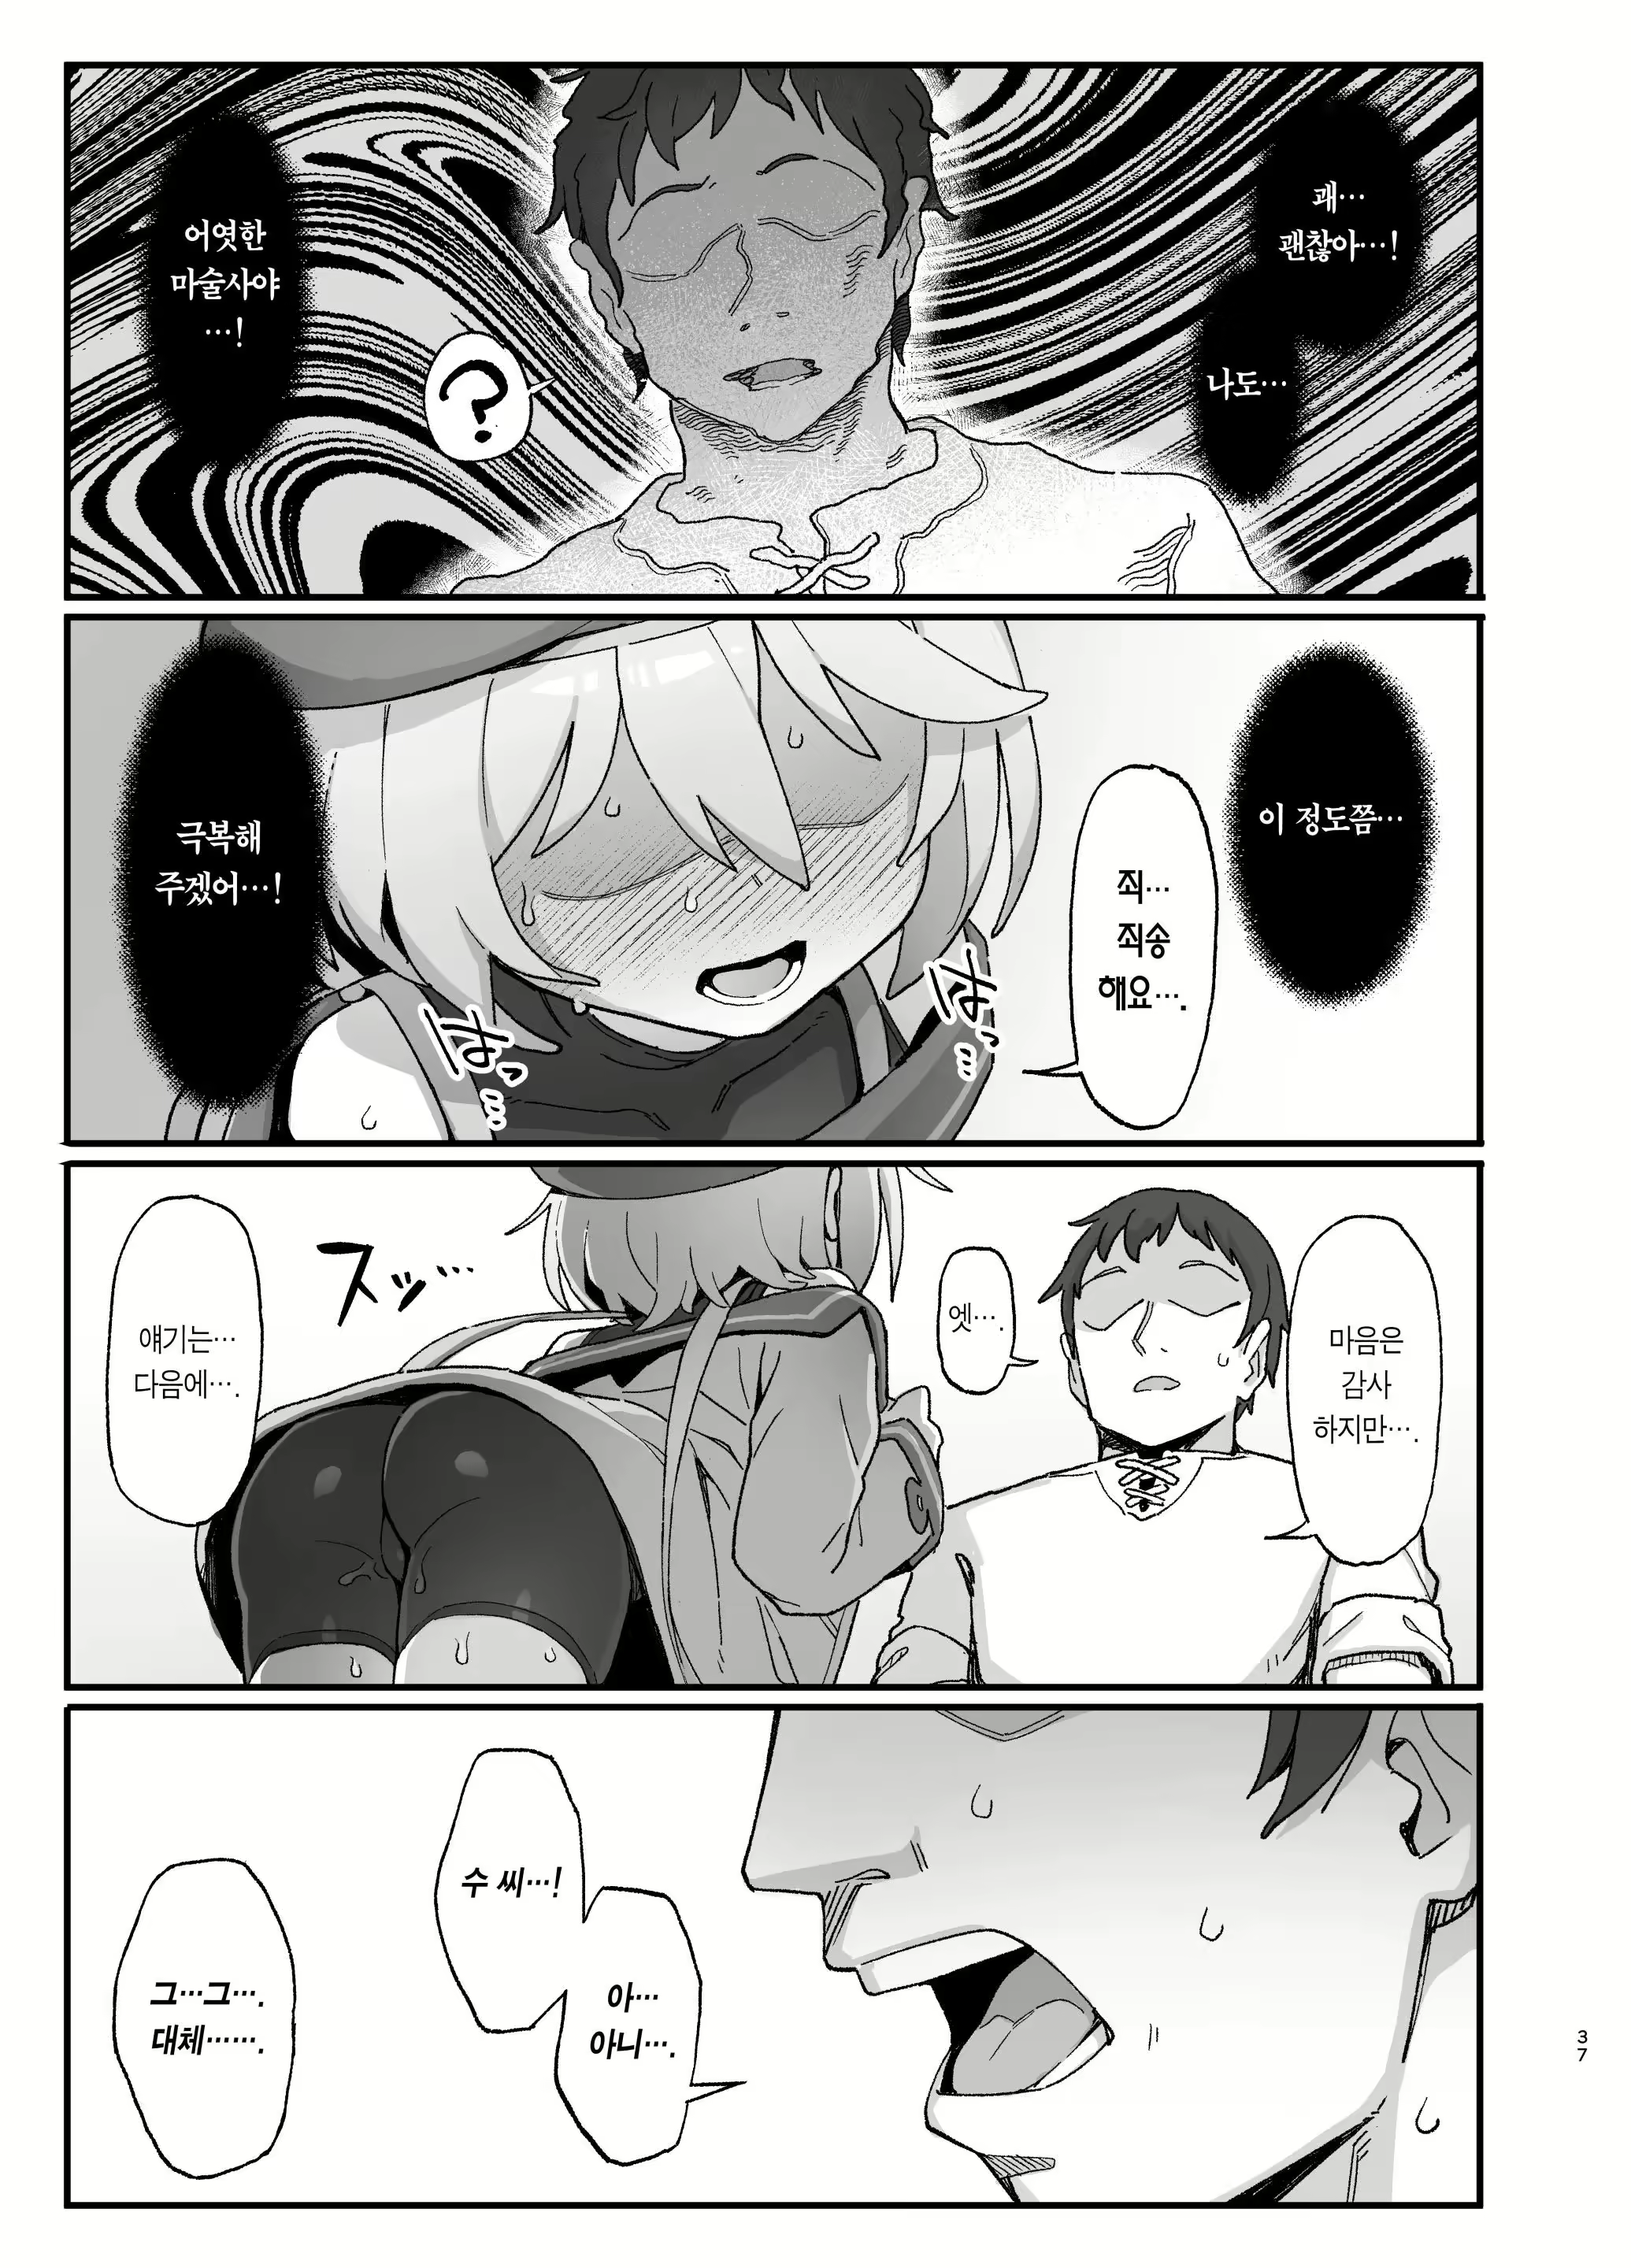 괘…
괜찮아…!
나도…
어엿한
마술사야
…!
?
이 정도쯤…
죄…
죄송
해요….
극복해
주겠어…!
はっ…
はっ…
마음은
감사
하지만….
엣….
スッ…
얘기는…
다음에….
아…
아니….
수 씨…!
그…그….
대체…….
37